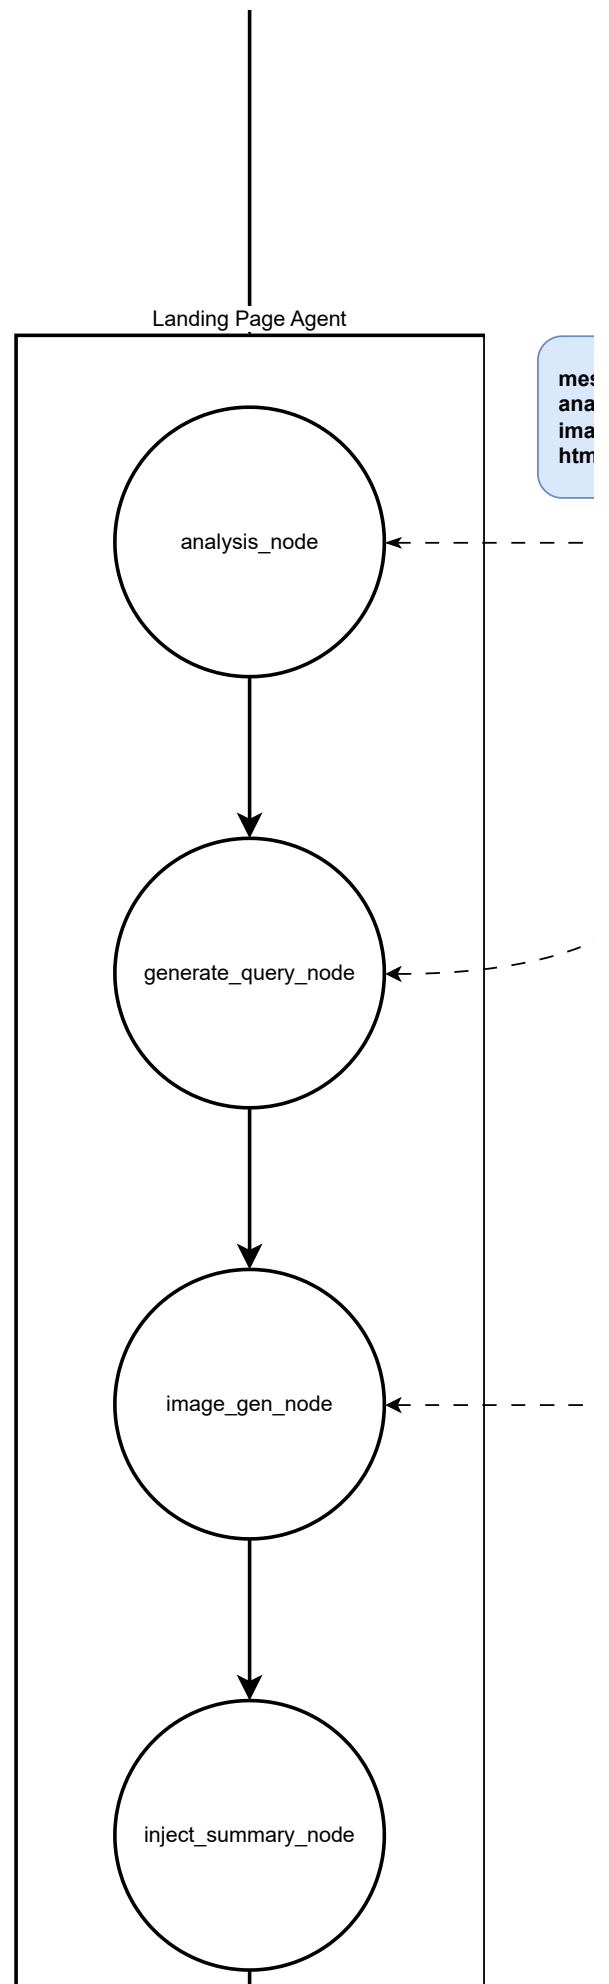 Landing Page Agent
analysis_node
generate_query_node
image_gen_node
inject_summary_node